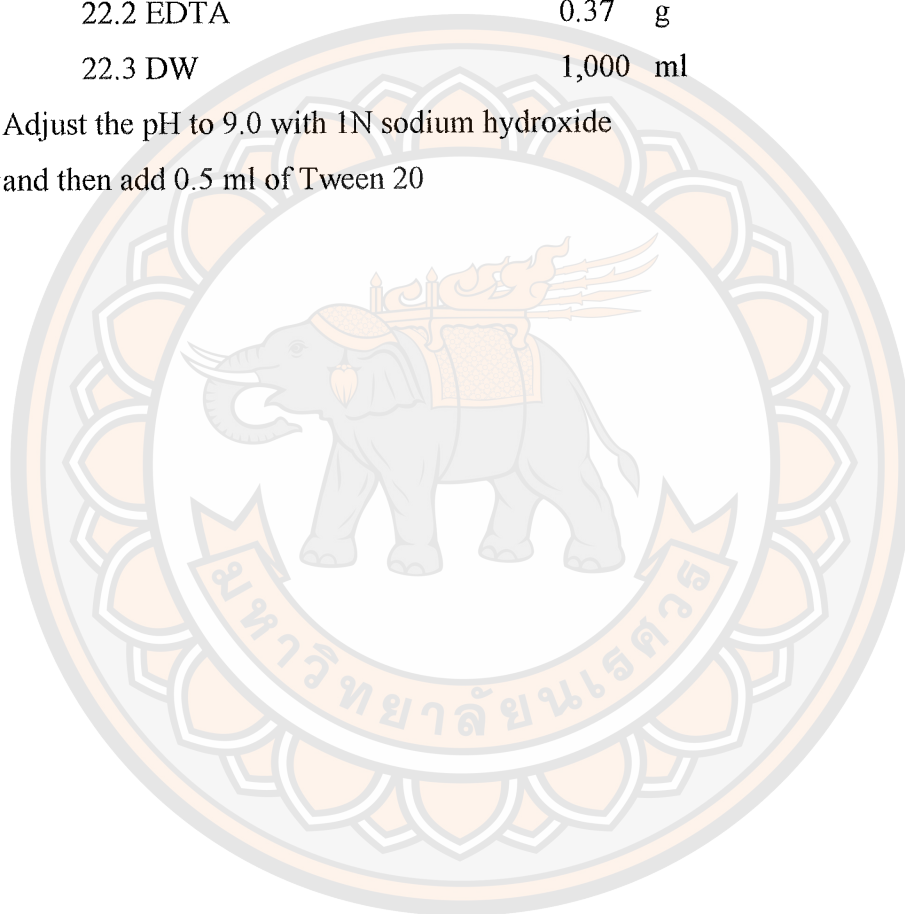 22.2 EDTA 0.37 g
22.3 DW 1,000 ml
Adjust the pH to 9.0 with 1N sodium hydroxide
and then add 0.5 ml of Tween 20
มหาวิทยาลัยนเรศวร